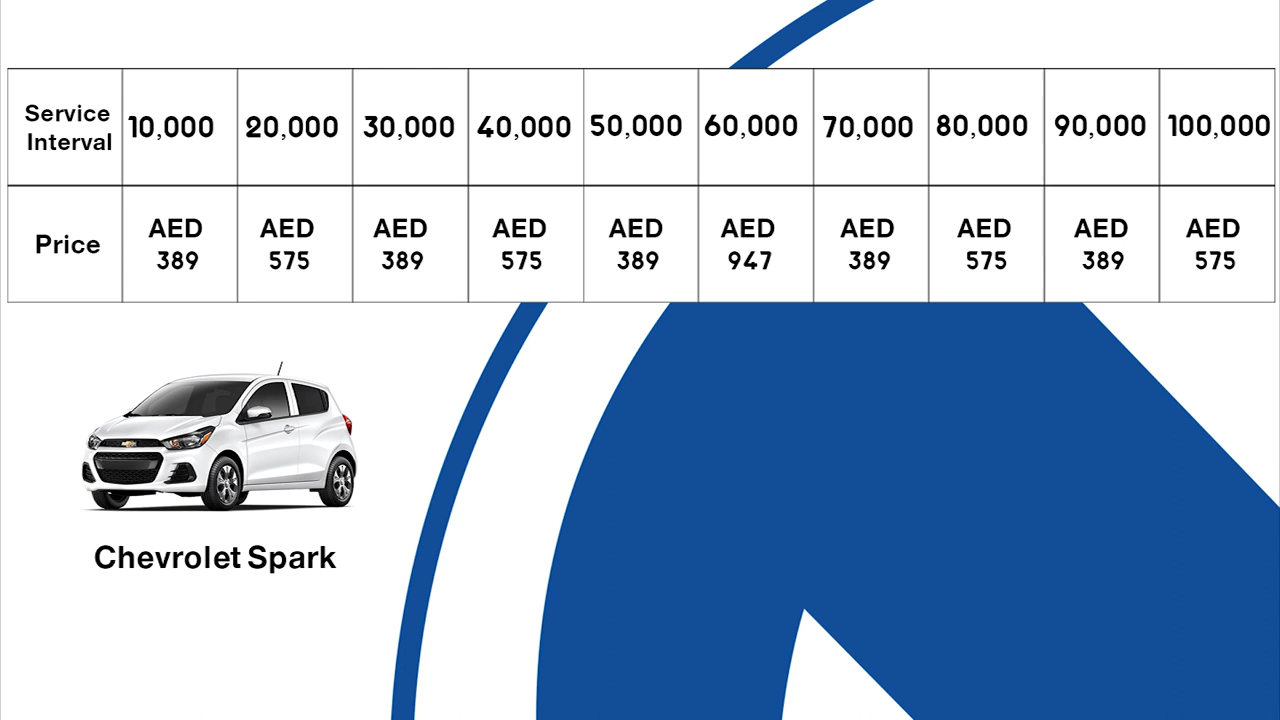 Service Interval 10,000 20,000 30,000 40,000 50,000 60,000 70,000 80,000 90,000 100,000
Price AED 389 AED 575 AED 389 AED 575 AED 389 AED 947 AED 389 AED 575 AED 389 AED 575
Chevrolet Spark